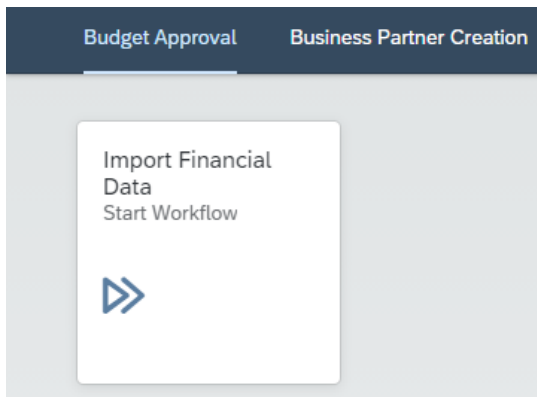 Budget Approval Business Partner Creation
Import Financial
Data
Start Workflow